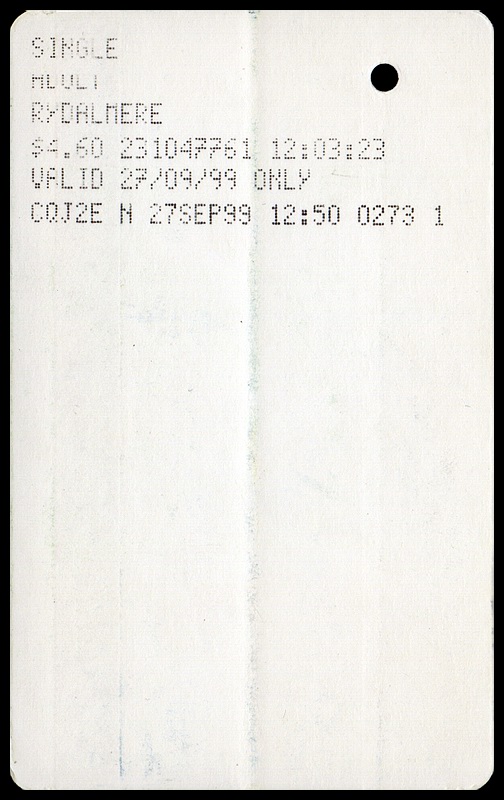 SINGLE
ADULT
RYDALMERE
$4.60 231047761 12:03:23
VALID 27/09/99 ONLY
CQJ2E N 27SEP99 12:50 0273 1